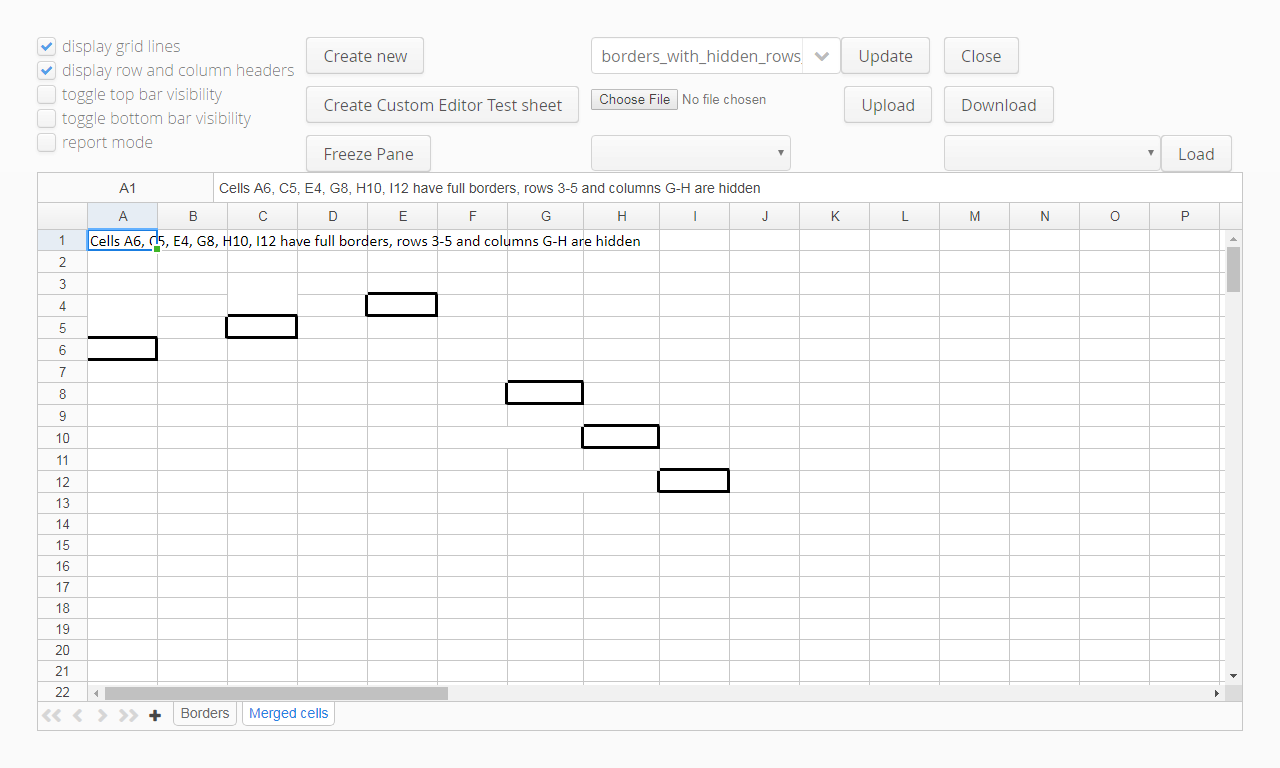 display grid lines
display row and column headers
toggle top bar visibility
toggle bottom bar visibility
report mode
Create new
borders_with_hidden_rows_
Update
Close
Create Custom Editor Test sheet
Choose File No file chosen
Upload
Download
Freeze Pane
Load
A1 Cells A6, C5, E4, G8, H10, I12 have full borders, rows 3-5 and columns G-H are hidden
A B C D E F G H I J K L M N O P
1 Cells A6, C5, E4, G8, H10, I12 have full borders, rows 3-5 and columns G-H are hidden
2
3
4
5
6
7
8
9
10
11
12
13
14
15
16
17
18
19
20
21
22
Borders Merged cells